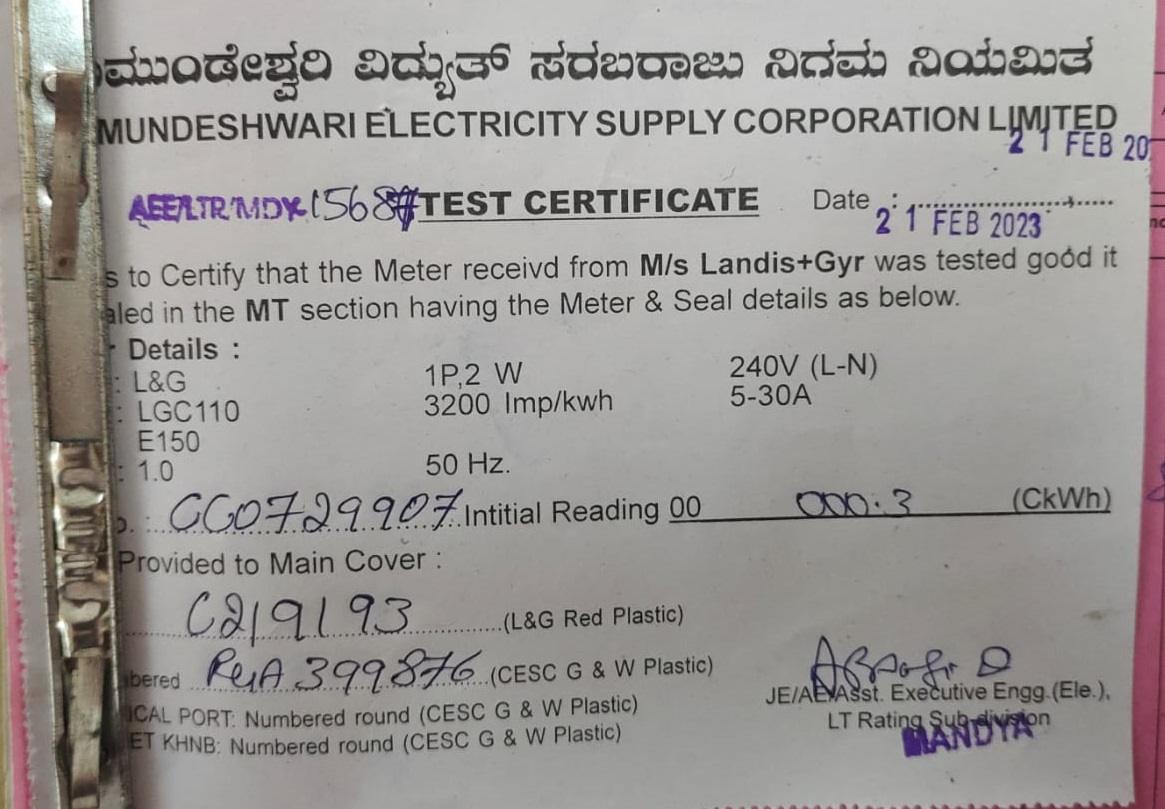 ಮುಂಡೇಶ್ವರಿ ವಿದ್ಯುತ್ ಸರಬರಾಜು ನಿಗಮ ನಿಯಮಿತ
MUNDESHWARI ELECTRICITY SUPPLY CORPORATION LIMITED
21 FEB 20
AEE/LTR/MDY TEST CERTIFICATE Date :
21 FEB 2023
s to Certify that the Meter receivd from M/s Landis+Gyr was tested good it
aled in the MT section having the Meter & Seal details as below.
Details :
: L&G 1P,2 W 240V (L-N)
: LGC110 3200 Imp/kwh 5-30A
E150
: 1.0 50 Hz.
CC0729907 Intitial Reading 00 000.3 (CkWh)
Provided to Main Cover :
C219193 (L&G Red Plastic)
bered 399876 (CESC G & W Plastic)
ICAL PORT: Numbered round (CESC G & W Plastic)
ET KHNB: Numbered round (CESC G & W Plastic)
JE/AE/Asst. Executive Engg.(Ele.),
LT Rating Sub-division
MANDYA